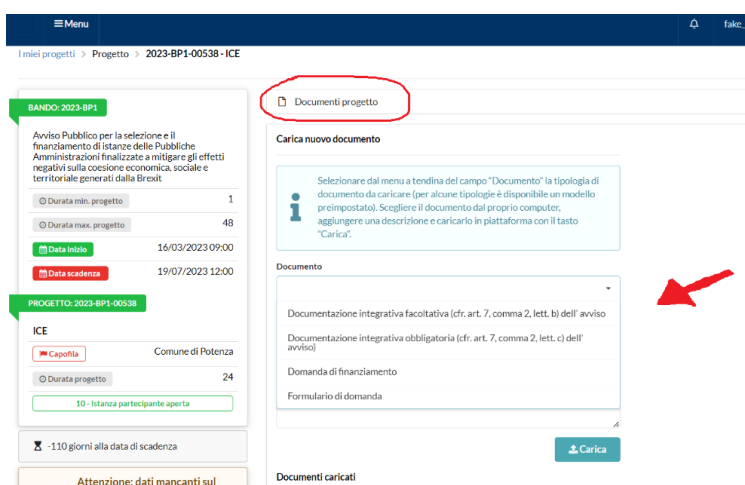 Menu
fake_
I miei progetti > Progetto > 2023-BP1-00538 - ICE
BANDO: 2023-BP1
Avviso Pubblico per la selezione e il
finanziamento di istanze delle Pubbliche
Amministrazioni finalizzate a mitigare gli effetti
negativi sulla coesione economica, sociale e
territoriale generati dalla Brexit
Durata min. progetto 1
Durata max. progetto 48
Data inizio 16/03/2023 09:00
Data scadenza 19/07/2023 12:00
PROGETTO: 2023-BP1-00538
ICE
Capofila Comune di Potenza
Durata progetto 24
10 - Istanza partecipante aperta
-110 giorni alla data di scadenza
Attenzione: dati mancanti sul
Documenti progetto
Carica nuovo documento
Selezionare dal menu a tendina del campo "Documento" la tipologia di
documento da caricare (per alcune tipologie è disponibile un modello
preimpostato). Scegliere il documento dal proprio computer,
aggiungere una descrizione e caricarlo in piattaforma con il tasto
"Carica".
Documento
Documentazione integrativa facoltativa (cfr. art. 7, comma 2, lett. b) dell' avviso
Documentazione integrativa obbligatoria (cfr. art. 7, comma 2, lett. c) dell'
avviso)
Domanda di finanziamento
Formulario di domanda
Carica
Documenti caricati